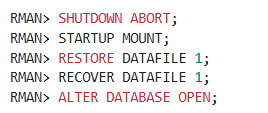 RMAN> SHUTDOWN ABORT;
RMAN> STARTUP MOUNT;
RMAN> RESTORE DATAFILE 1;
RMAN> RECOVER DATAFILE 1;
RMAN> ALTER DATABASE OPEN;